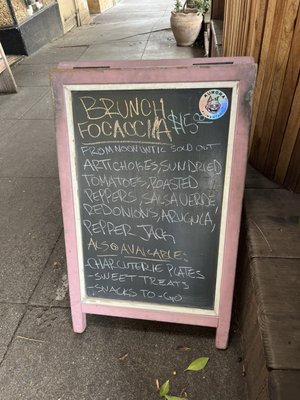 BRUNCH
FOCACCIA $15.00
FROM NOON UNTIL SOLD OUT
ARTICHOKES, SUNDRIED
TOMATOES, ROASTED
PEPPERS, SALSA VERDE,
RED ONIONS, ARUGULA,
PEPPER JACK
ALSO AVAILABLE:
-CHARCUTERIE PLATES
-SWEET TREATS
-SNACKS TO-GO